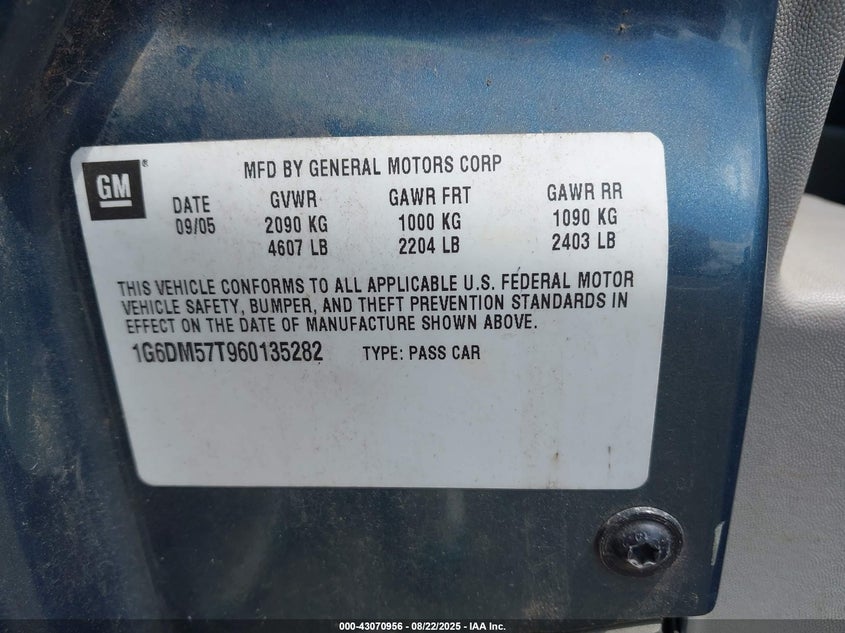 GM®
MFD BY GENERAL MOTORS CORP
DATE GVWR GAWR FRT GAWR RR
09/05 2090 KG 1000 KG 1090 KG
4607 LB 2204 LB 2403 LB
THIS VEHICLE CONFORMS TO ALL APPLICABLE U.S. FEDERAL MOTOR
VEHICLE SAFETY, BUMPER, AND THEFT PREVENTION STANDARDS IN
EFFECT ON THE DATE OF MANUFACTURE SHOWN ABOVE.
1G6DM57T960135282 TYPE: PASS CAR
000-43070956 - 08/22/2025 - IAA Inc.